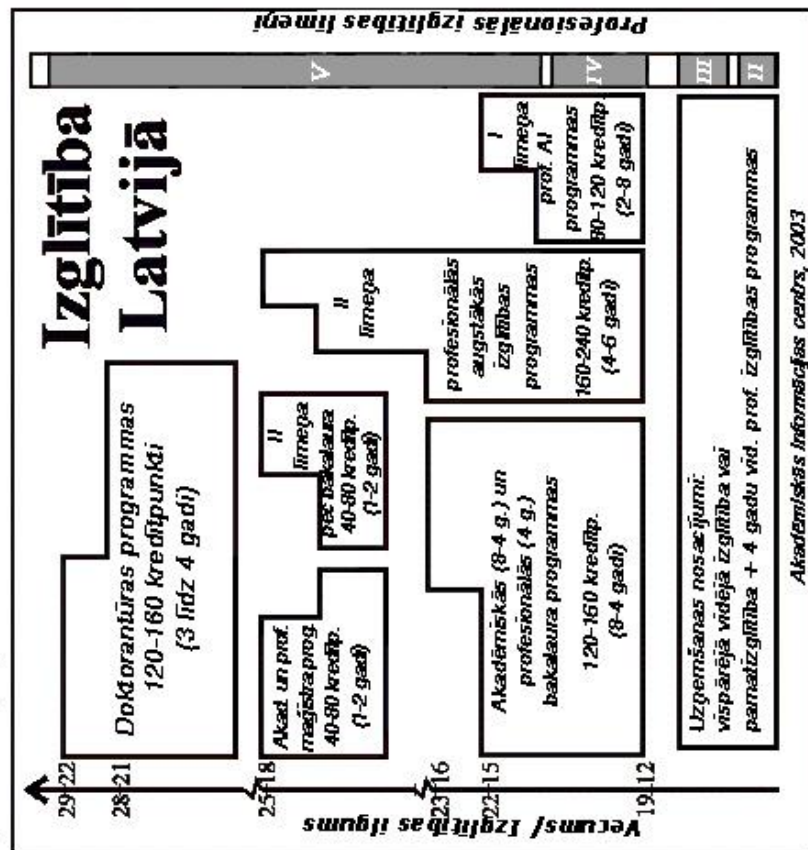 Izglītība
Latvijā
Profesionālās izglītības līmeņi
V
IV
III
II
Vecums/ Izglītības ilgums
29-22
28-21
25-18
23-16
22-15
19-12
Doktorantūras programmas
120-160 kredītpunkti
(3 līdz 4 gadi)
Akad. un prof.
maģistra prog.
40-80 kredītp.
(1-2 gadi)
II
līmeņa
pēc bakalaura
40-80 kredītp.
(1-2 gadi)
Akadēmiskās (3-4 g.) un
profesionālās (4 g.)
bakalaura programmas
120-160 kredītp.
(3-4 gadi)
II
līmeņa
profesionālās
augstākās
izglītības
programmas
160-240 kredītp.
(4-6 gadi)
I
līmeņa
prof. AI
programmas
80-120 kredītp.
(2-3 gadi)
Uzņemšanas nosacījumi:
vispārējā vidējā izglītība vai
pamatizglītība + 4 gadu vid. prof. izglītības programmas
Akadēmiskās Informācijas centrs, 2003